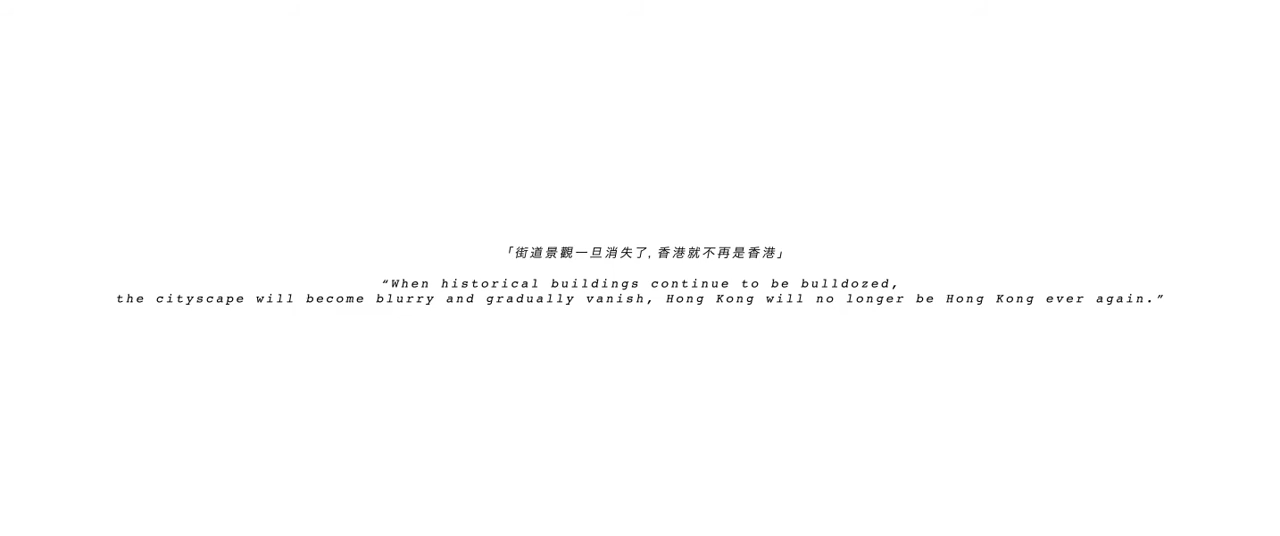 「街道景觀一旦消失了, 香港就不再是香港」
“When historical buildings continue to be bulldozed,
the cityscape will become blurry and gradually vanish, Hong Kong will no longer be Hong Kong ever again.”